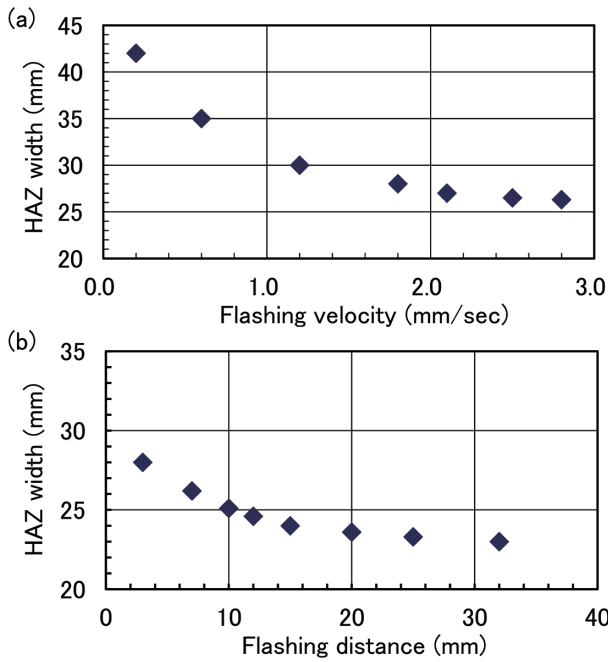 (a)
HAZ width (mm)
45
40
35
30
25
20
0.0 1.0 2.0 3.0
Flashing velocity (mm/sec)
(b)
HAZ width (mm)
35
30
25
20
0 10 20 30 40
Flashing distance (mm)